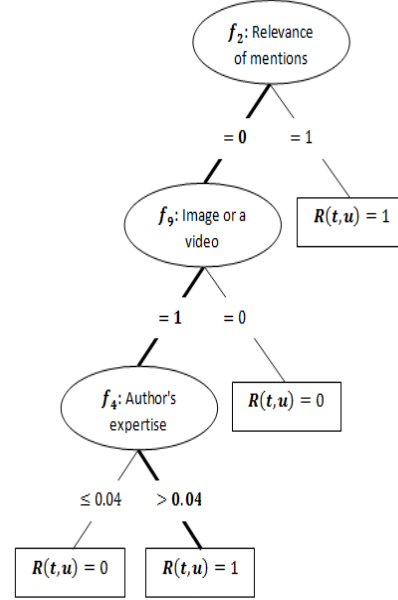 f₂: Relevance
of mentions
= 0 = 1
R(t,u) = 1
f₉: Image or a
video
= 1 = 0
R(t,u) = 0
f₄: Author's
expertise
≤ 0.04 > 0.04
R(t,u) = 0 R(t,u) = 1